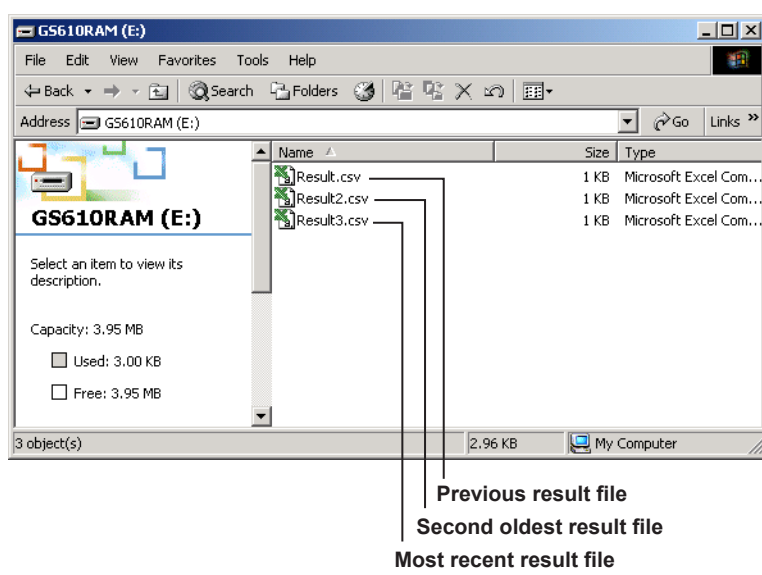 GS610RAM (E:)
File Edit View Favorites Tools Help
Back Search Folders
Address GS610RAM (E:) Go Links »
Name Size Type
Result.csv 1 KB Microsoft Excel Com...
Result2.csv 1 KB Microsoft Excel Com...
Result3.csv 1 KB Microsoft Excel Com...
GS610RAM (E:)
Select an item to view its
description.
Capacity: 3.95 MB
Used: 3.00 KB
Free: 3.95 MB
3 object(s) 2.96 KB My Computer
Previous result file
Second oldest result file
Most recent result file